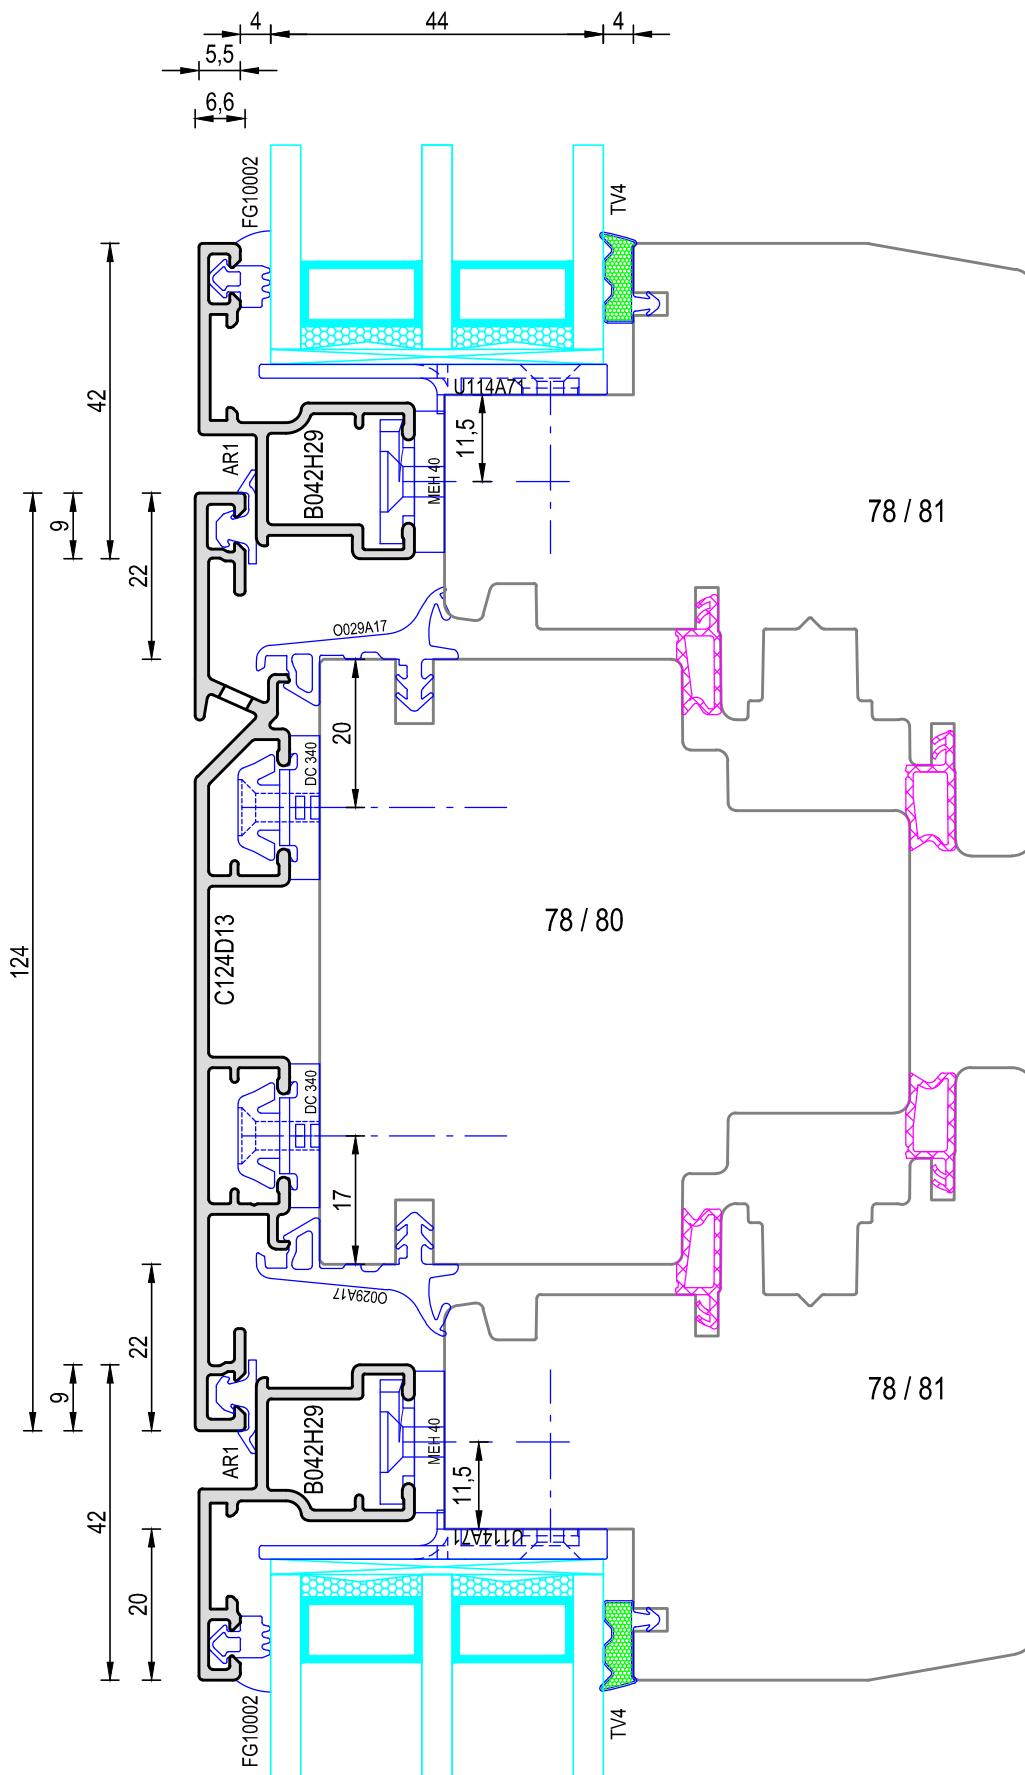 4
44
4
5,5
6,6
FG10002
TV4
42
U114A71
11,5
AR1
B042H29
MEH 40
78 / 81
9
22
O029A17
20
DC 340
78 / 80
C124D13
124
DC 340
17
O029A17
22
9
78 / 81
AR1
B042H29
MEH 40
11,5
42
U114A71
20
FG10002
TV4